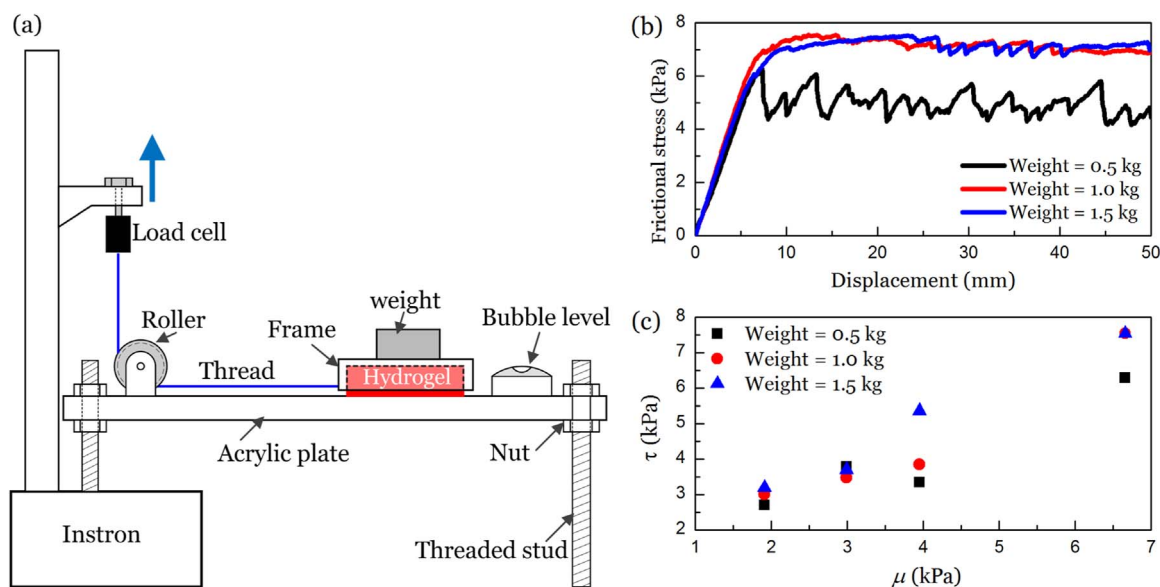 (a)
Load cell
Roller
Thread
Frame
weight
Hydrogel
Bubble level
Acrylic plate
Nut
Threaded stud
Instron
(b)
Frictional stress (kPa)
8
6
4
2
0
Weight = 0.5 kg
Weight = 1.0 kg
Weight = 1.5 kg
0 10 20 30 40 50
Displacement (mm)
(c)
τ (kPa)
8
7
6
5
4
3
2
Weight = 0.5 kg
Weight = 1.0 kg
Weight = 1.5 kg
1 2 3 4 5 6 7
μ (kPa)